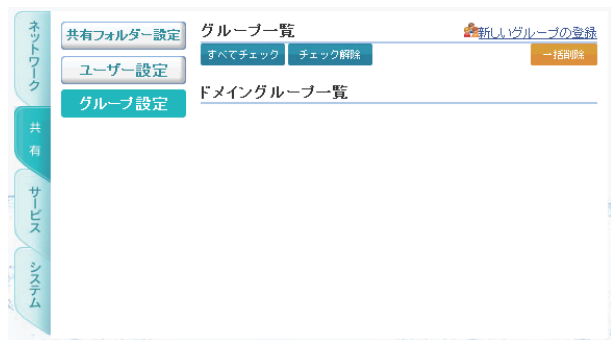 ネットワーク
共有
サービス
システム
共有フォルダー設定
ユーザー設定
グループ設定
グループ一覧
新しいグループの登録
すべてチェック
チェック解除
一括削除
ドメイングループ一覧